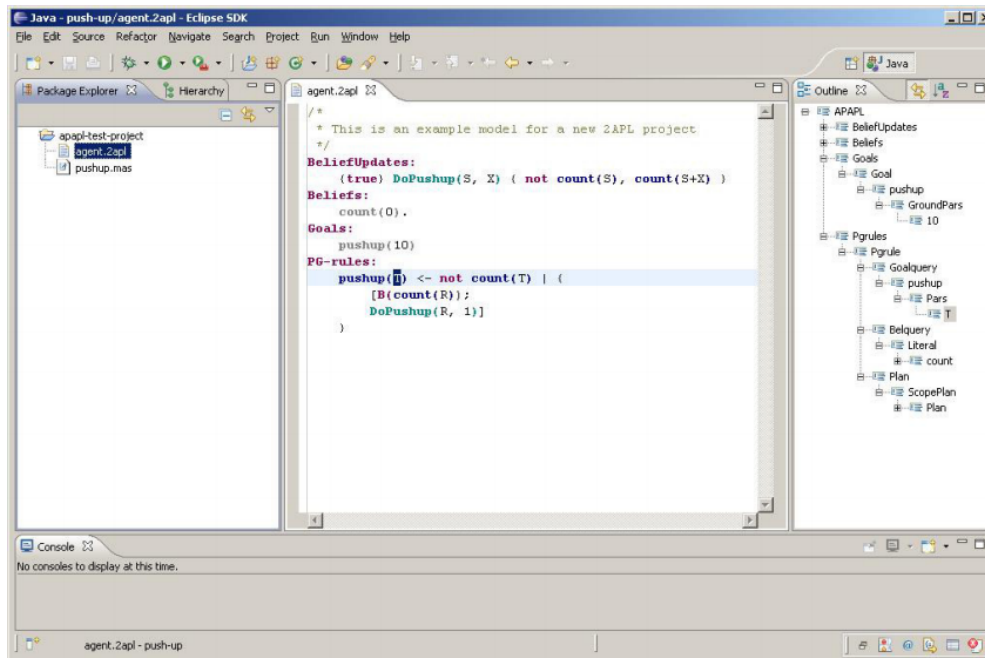 Java - push-up/agent.2apl - Eclipse SDK
File Edit Source Refactor Navigate Search Project Run Window Help
Java
Package Explorer
Hierarchy
apapl-test-project
agent.2apl
pushup.mas
agent.2apl
/*
* This is an example model for a new 2APL project
*/
BeliefUpdates:
{true} DoPushup(S, X) { not count(S), count(S+X) }
Beliefs:
count(0).
Goals:
pushup(10)
PG-rules:
pushup(T) <- not count(T) | {
[B(count(R));
DoPushup(R, 1)]
}
Outline
APAPL
BeliefUpdates
Beliefs
Goals
Goal
pushup
GroundPars
10
Pgrules
Pgrule
Goalquery
pushup
Pars
T
Belquery
Literal
count
Plan
ScopePlan
Plan
Console
No consoles to display at this time.
agent.2apl - push-up